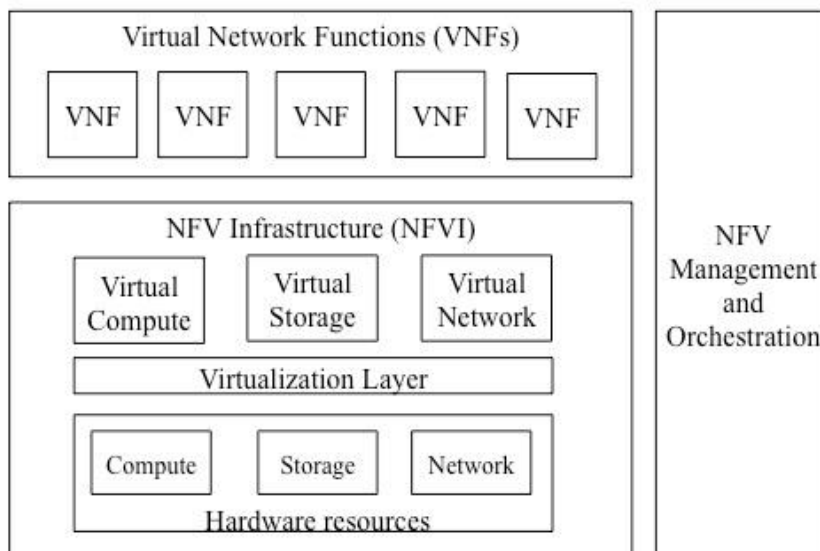 Virtual Network Functions (VNFs)
VNF VNF VNF VNF VNF
NFV Infrastructure (NFVI)
Virtual Compute
Virtual Storage
Virtual Network
Virtualization Layer
Compute Storage Network
Hardware resources
NFV
Management
and
Orchestration